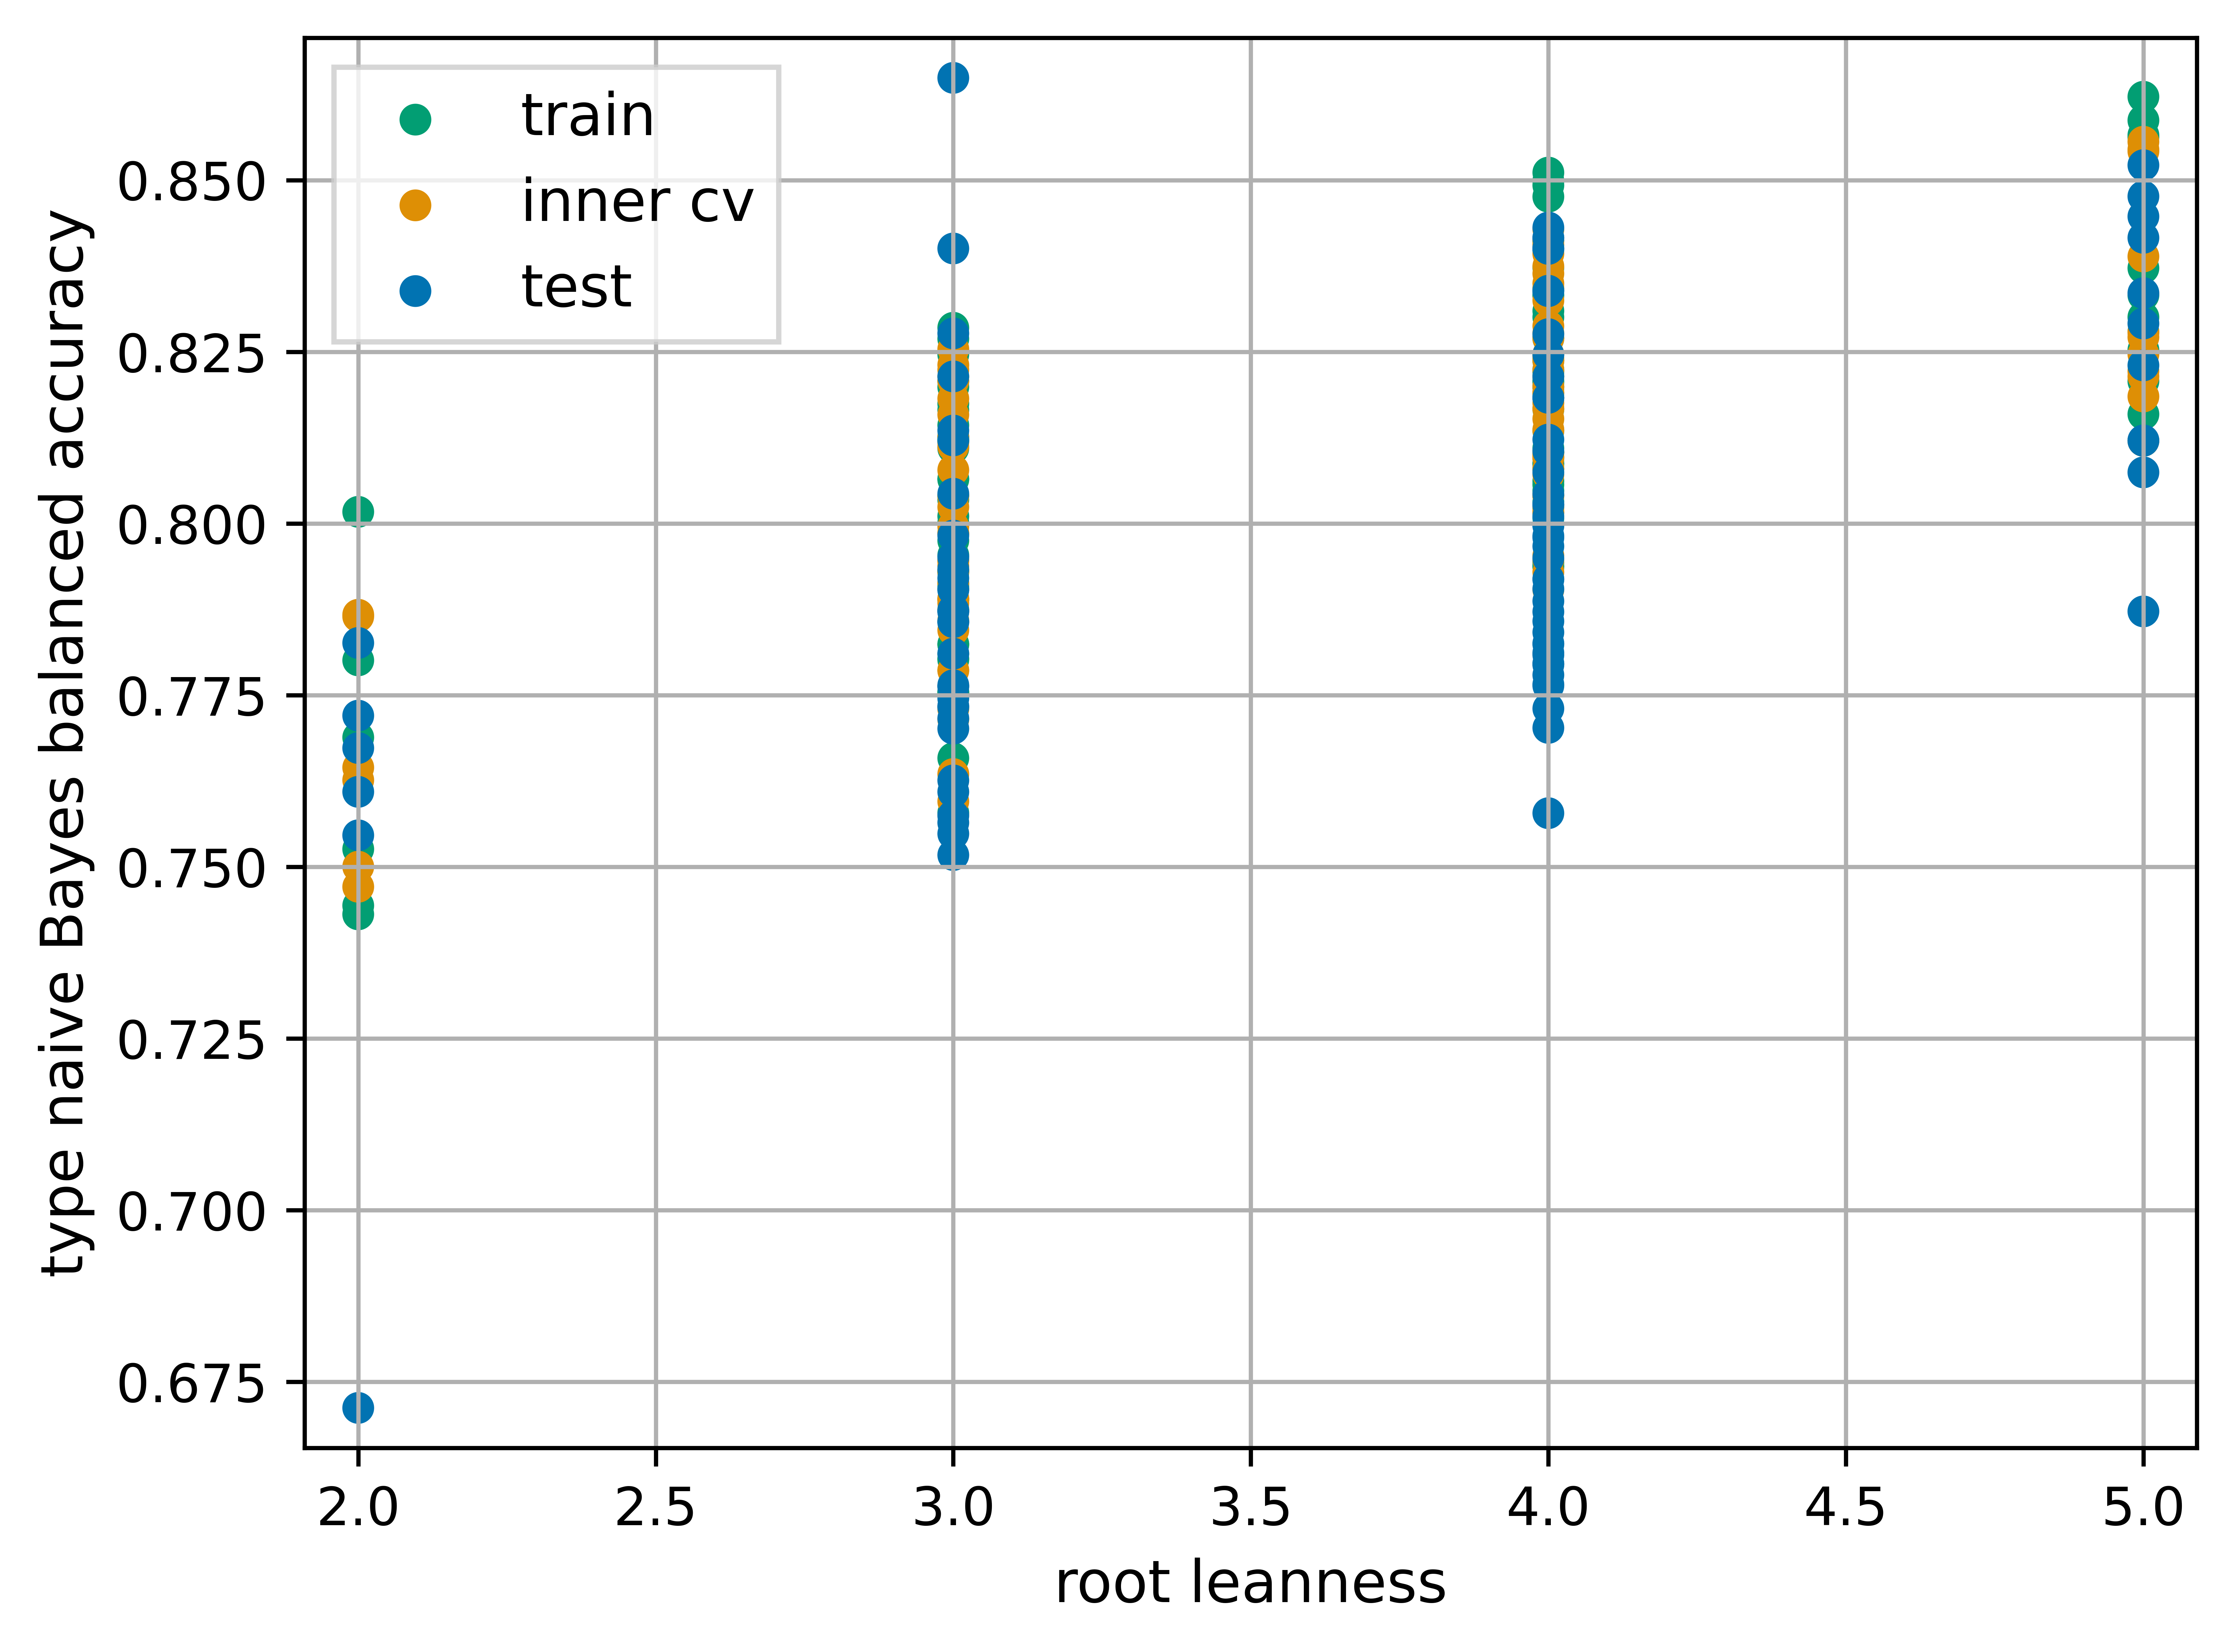 train
inner cv
test
type naive Bayes balanced accuracy
0.850
0.825
0.800
0.775
0.750
0.725
0.700
0.675
2.0 2.5 3.0 3.5 4.0 4.5 5.0
root leanness